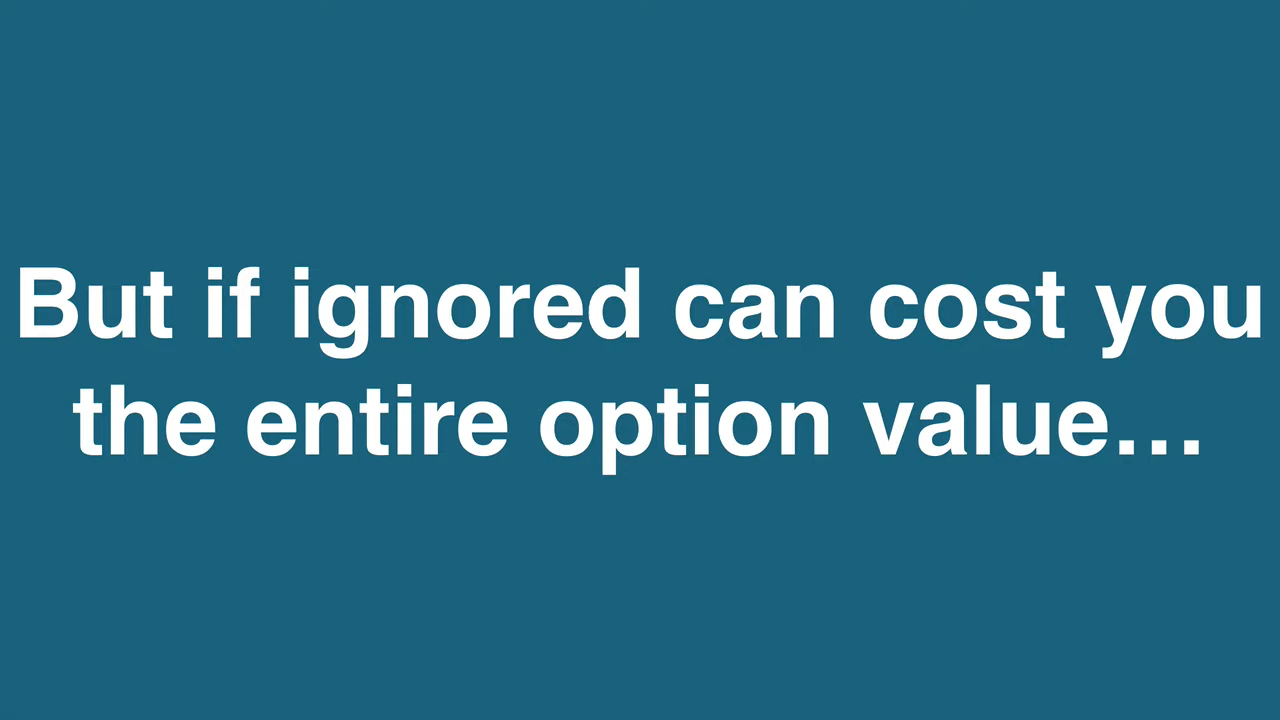 But if ignored can cost you
the entire option value…